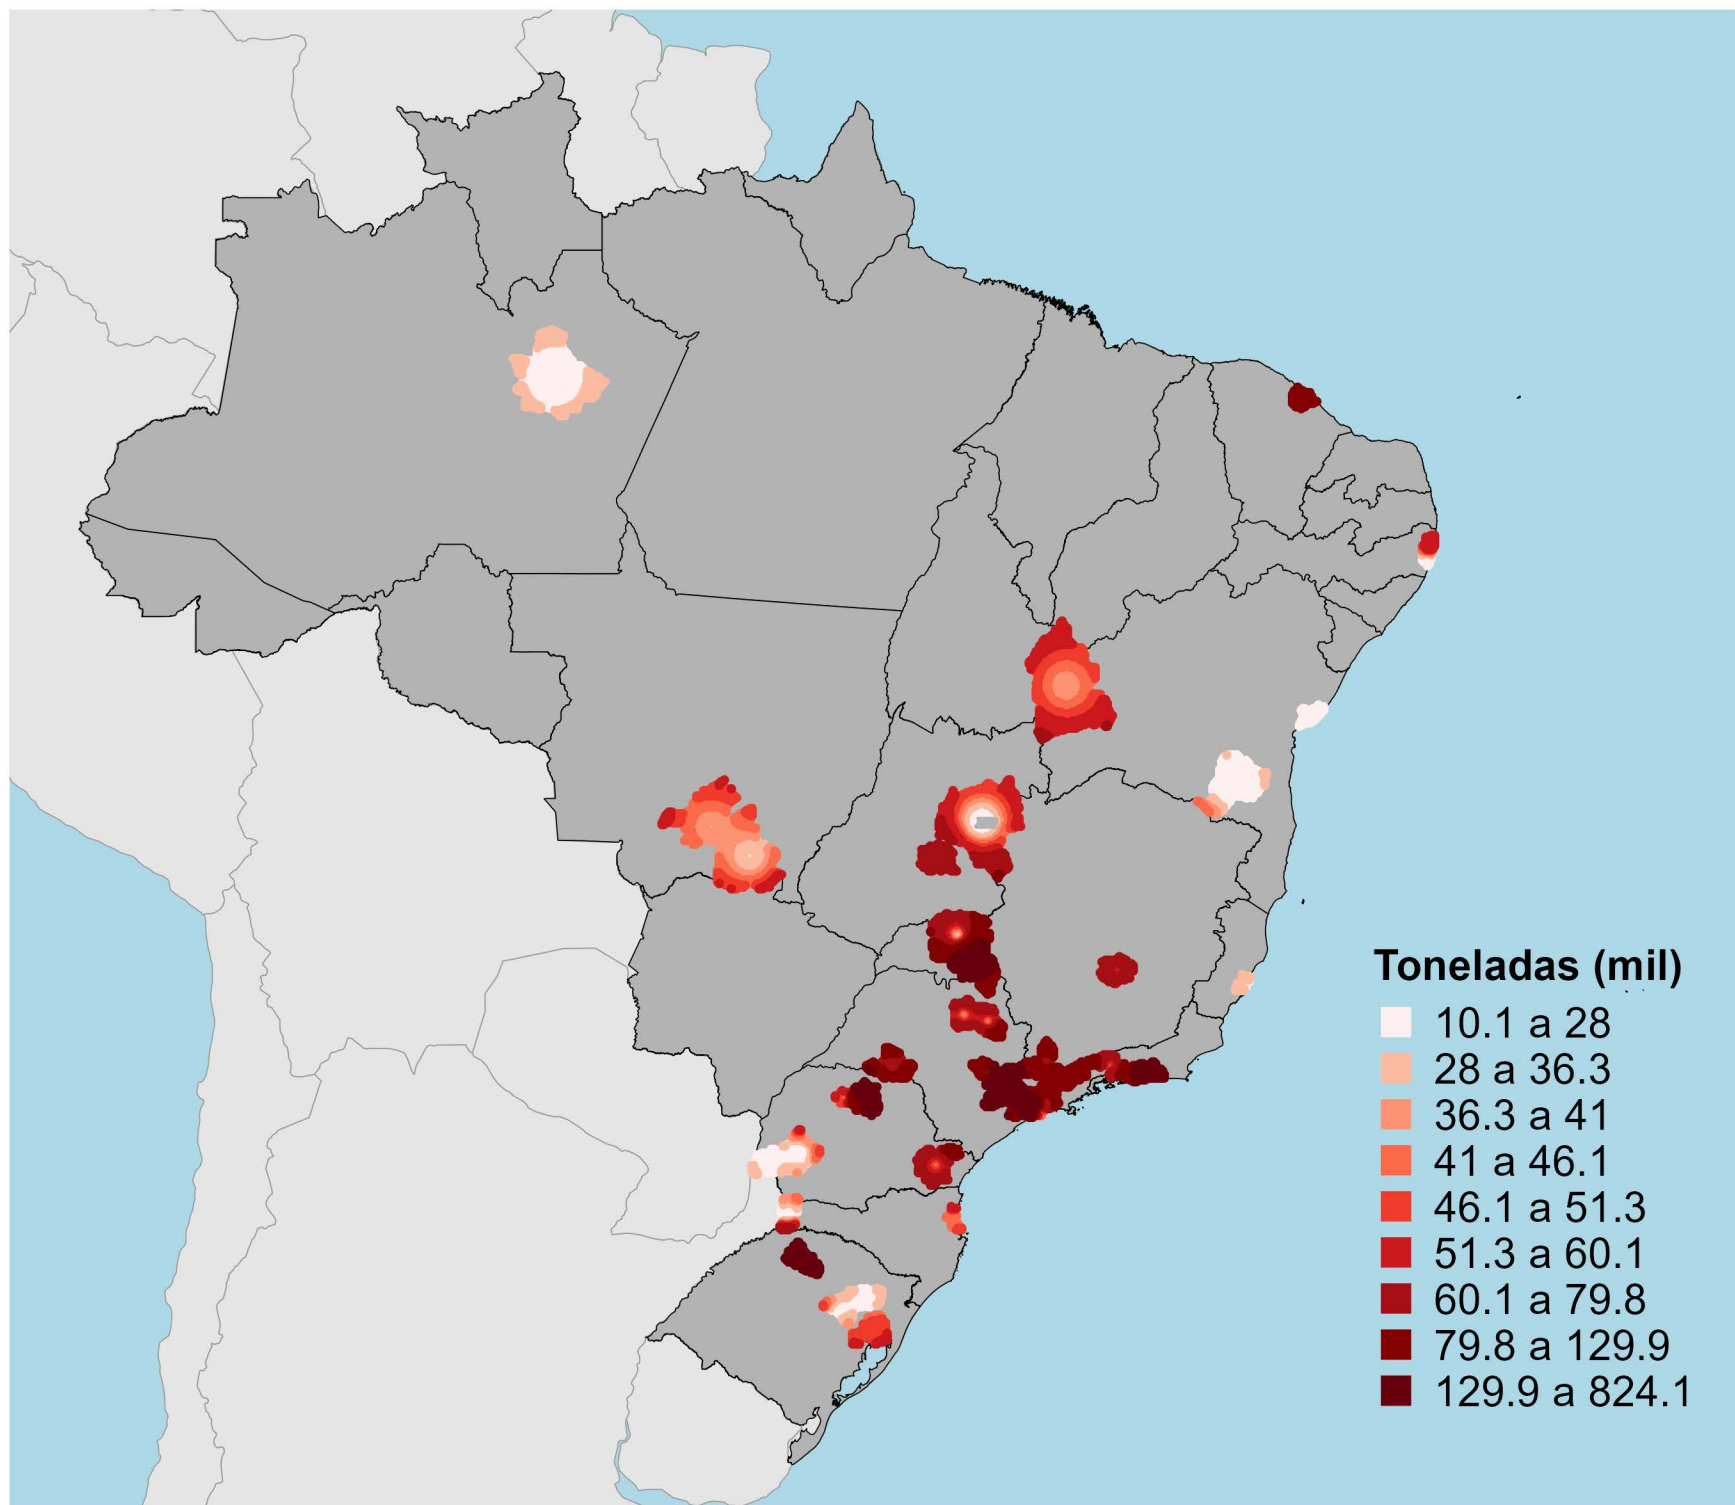 Toneladas (mil)
10.1 a 28
28 a 36.3
36.3 a 41
41 a 46.1
46.1 a 51.3
51.3 a 60.1
60.1 a 79.8
79.8 a 129.9
129.9 a 824.1